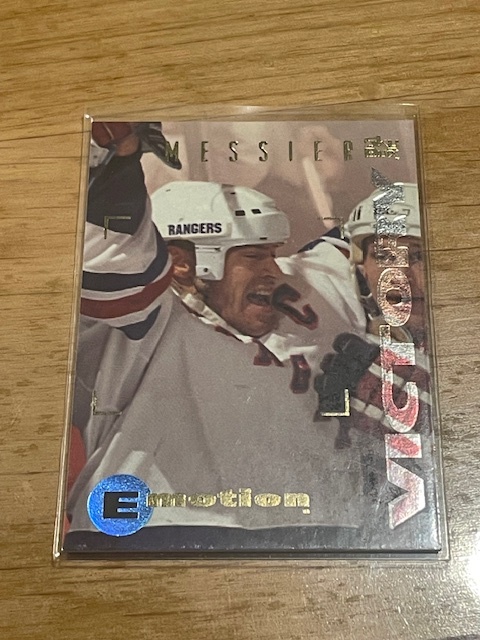 MESSIER
RANGERS
C
VICTORY
Emotion